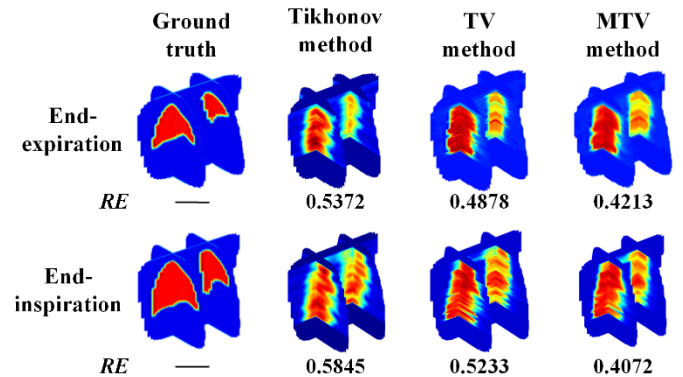 Ground truth
Tikhonov method
TV method
MTV method
End-expiration
RE — 0.5372 0.4878 0.4213
End-inspiration
RE — 0.5845 0.5233 0.4072